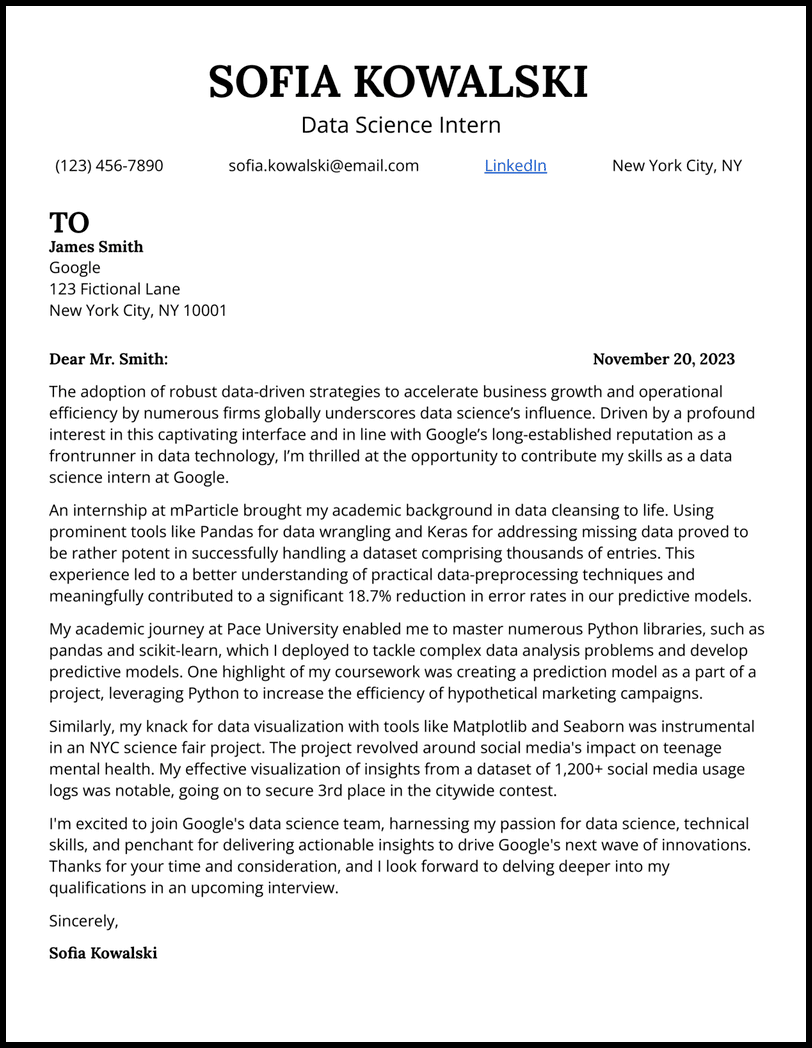 SOFIA KOWALSKI
Data Science Intern
(123) 456-7890 sofia.kowalski@email.com LinkedIn New York City, NY
TO
James Smith
Google
123 Fictional Lane
New York City, NY 10001
Dear Mr. Smith: November 20, 2023
The adoption of robust data-driven strategies to accelerate business growth and operational
efficiency by numerous firms globally underscores data science’s influence. Driven by a profound
interest in this captivating interface and in line with Google’s long-established reputation as a
frontrunner in data technology, I’m thrilled at the opportunity to contribute my skills as a data
science intern at Google.
An internship at mParticle brought my academic background in data cleansing to life. Using
prominent tools like Pandas for data wrangling and Keras for addressing missing data proved to
be rather potent in successfully handling a dataset comprising thousands of entries. This
experience led to a better understanding of practical data-preprocessing techniques and
meaningfully contributed to a significant 18.7% reduction in error rates in our predictive models.
My academic journey at Pace University enabled me to master numerous Python libraries, such as
pandas and scikit-learn, which I deployed to tackle complex data analysis problems and develop
predictive models. One highlight of my coursework was creating a prediction model as a part of a
project, leveraging Python to increase the efficiency of hypothetical marketing campaigns.
Similarly, my knack for data visualization with tools like Matplotlib and Seaborn was instrumental
in an NYC science fair project. The project revolved around social media's impact on teenage
mental health. My effective visualization of insights from a dataset of 1,200+ social media usage
logs was notable, going on to secure 3rd place in the citywide contest.
I'm excited to join Google's data science team, harnessing my passion for data science, technical
skills, and penchant for delivering actionable insights to drive Google's next wave of innovations.
Thanks for your time and consideration, and I look forward to delving deeper into my
qualifications in an upcoming interview.
Sincerely,
Sofia Kowalski